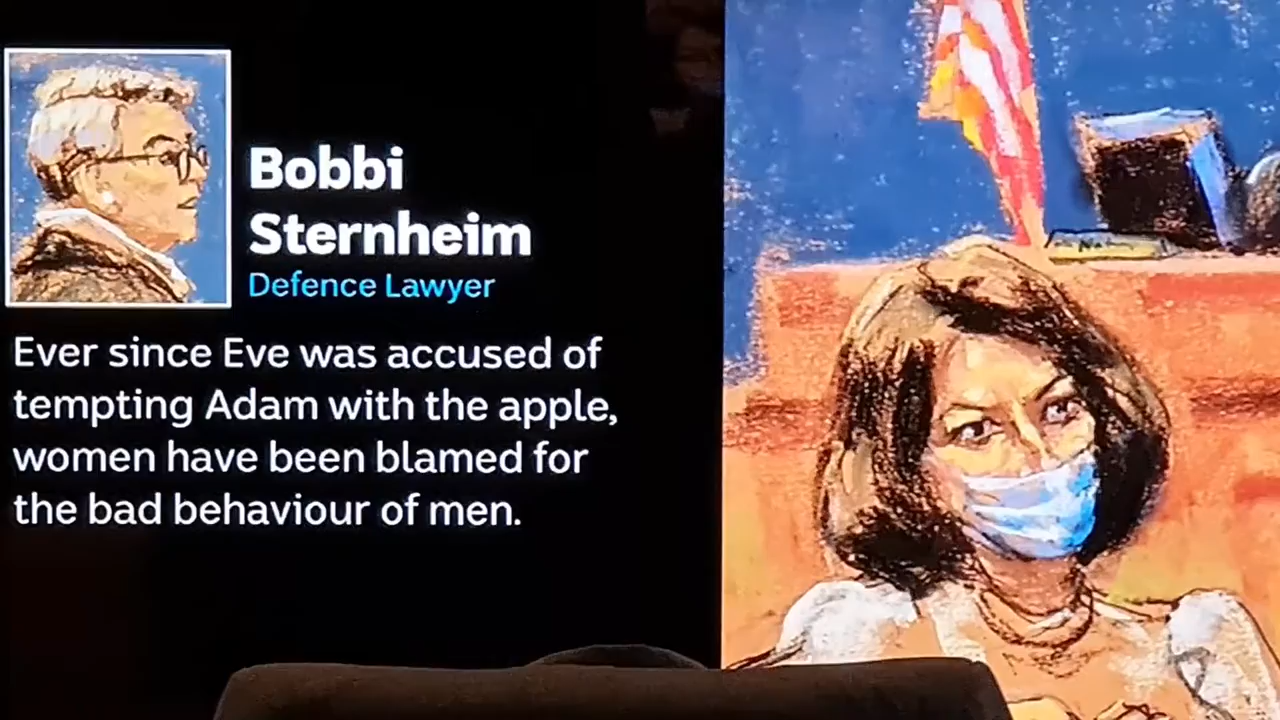 Bobbi
Sternheim
Defence Lawyer
Ever since Eve was accused of
tempting Adam with the apple,
women have been blamed for
the bad behaviour of men.